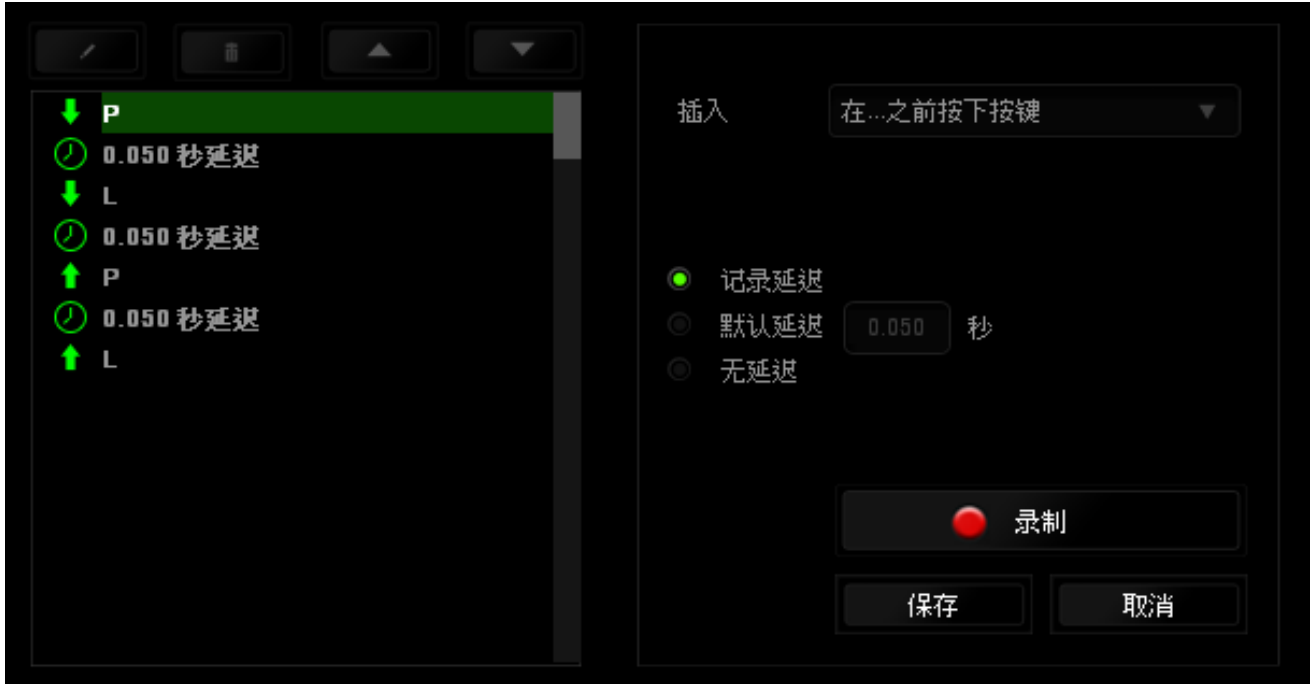 P
0.050 秒延迟
L
0.050 秒延迟
P
0.050 秒延迟
L
插入 在...之前按下按键
记录延迟
默认延迟 0.050 秒
无延迟
录制
保存 取消